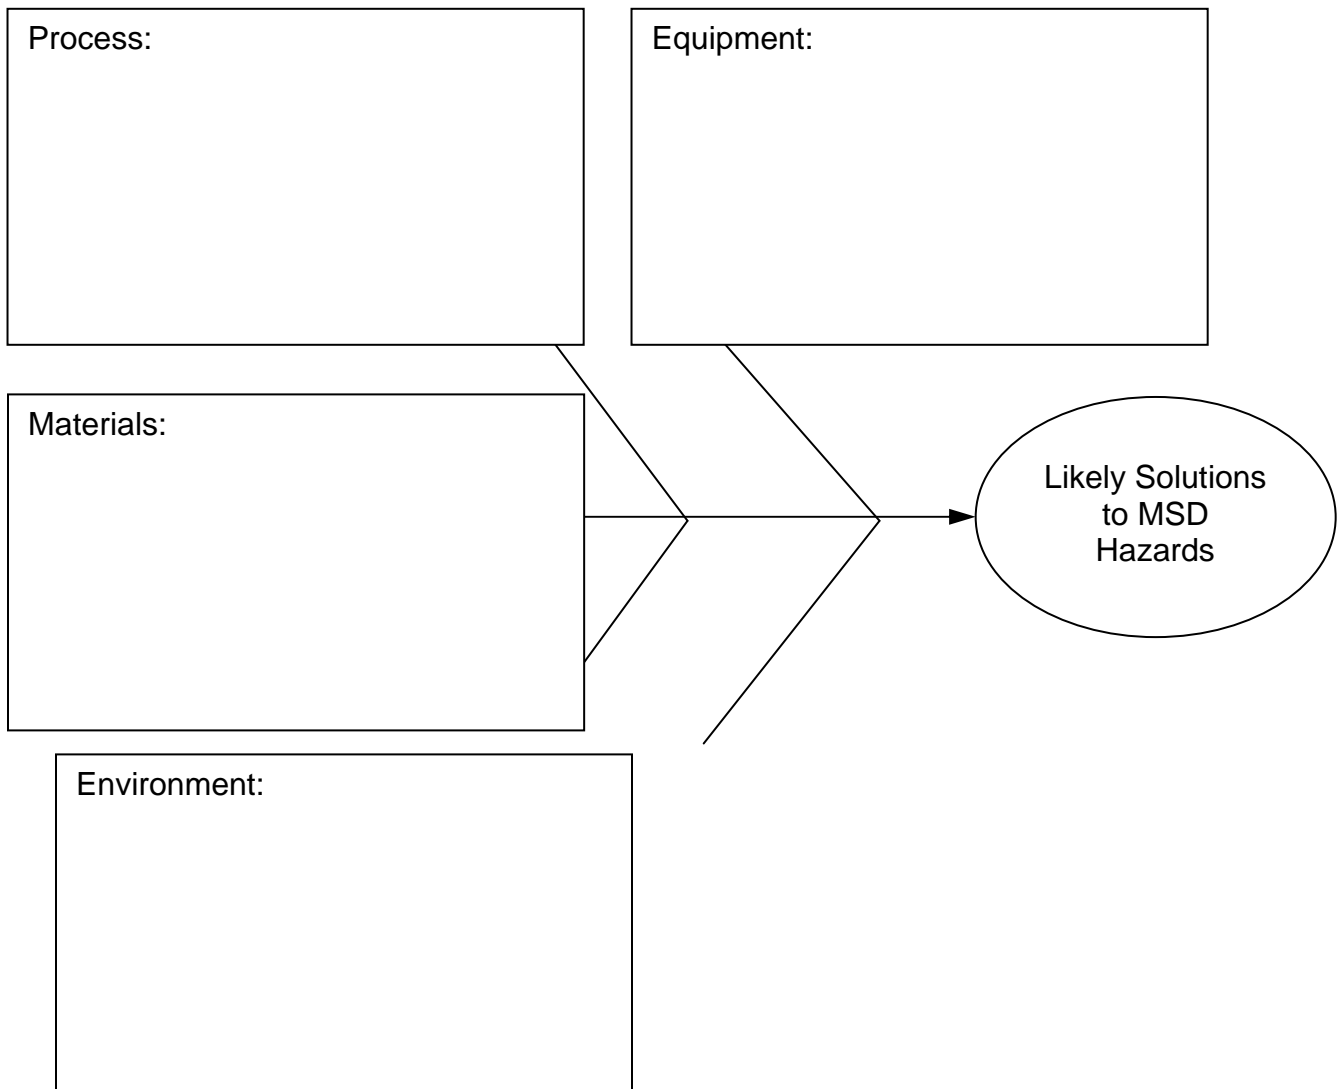 Process:
Equipment:
Materials:
Likely Solutions
to MSD
Hazards
Environment: